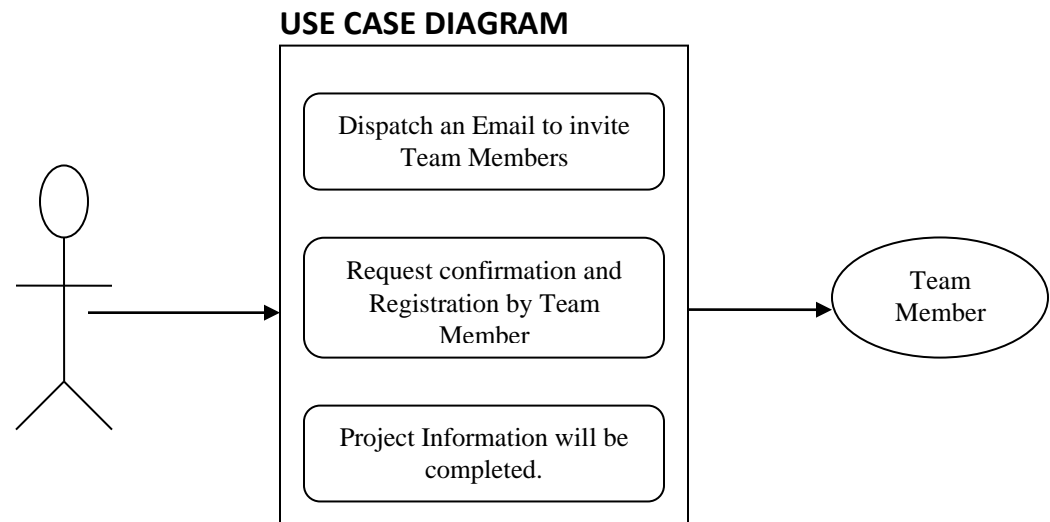 USE CASE DIAGRAM
Dispatch an Email to invite
Team Members
Request confirmation and
Registration by Team
Member
Team
Member
Project Information will be
completed.